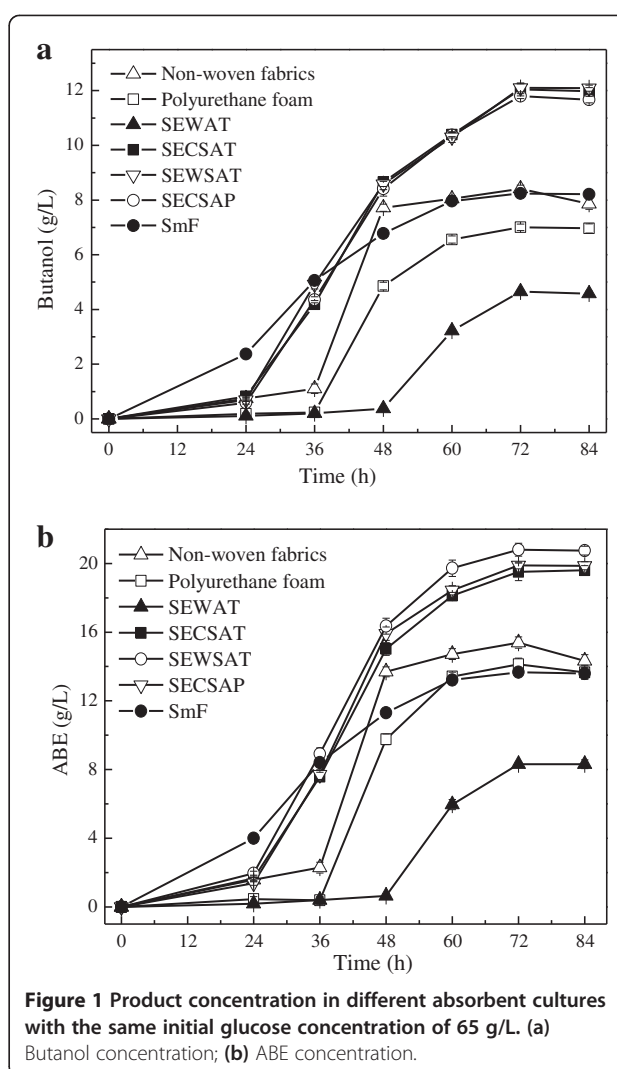 a
Non-woven fabrics
Polyurethane foam
SEWAT
SECSAT
SEWSAT
SECSAP
SmF
Butanol (g/L)
12
10
8
6
4
2
0
0 12 24 36 48 60 72 84
Time (h)
b
Non-woven fabrics
Polyurethane foam
SEWAT
SECSAT
SEWSAT
SECSAP
SmF
ABE (g/L)
20
16
12
8
4
0
0 24 36 48 60 72 84
Time (h)
Figure 1 Product concentration in different absorbent cultures
with the same initial glucose concentration of 65 g/L. (a)
Butanol concentration; (b) ABE concentration.